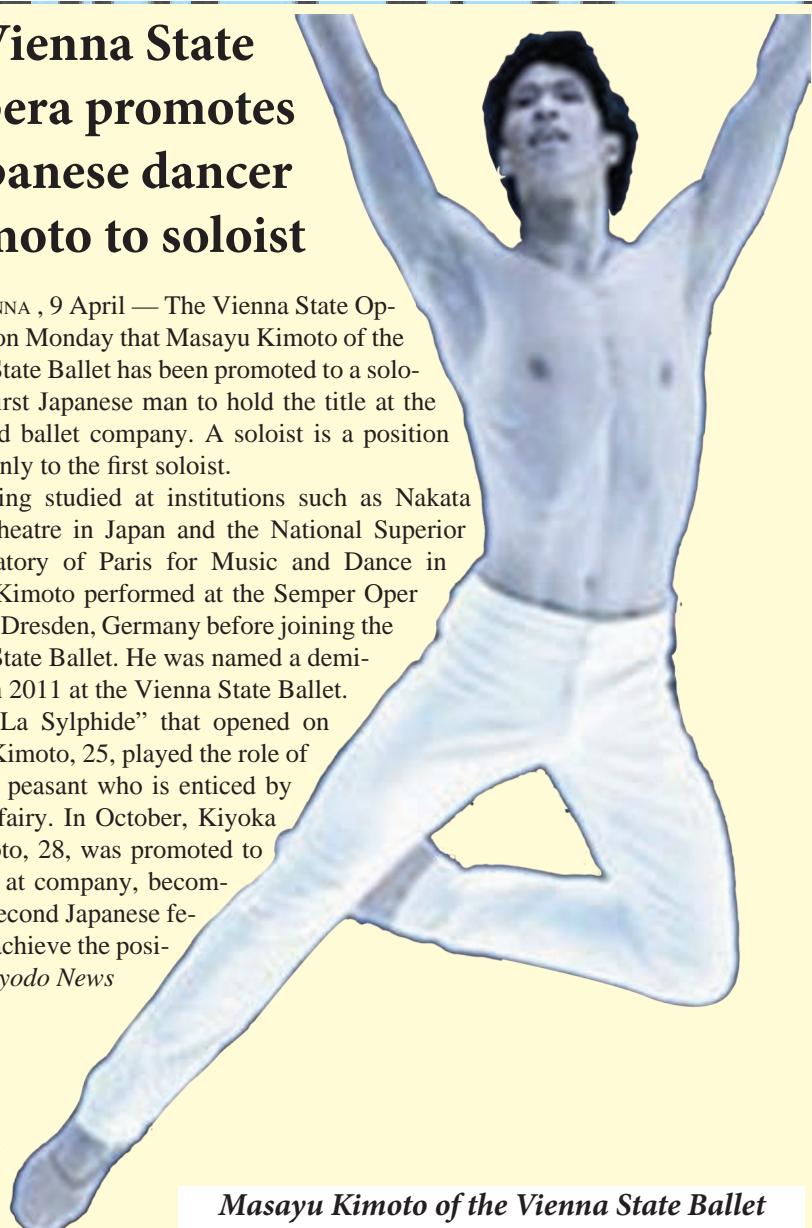 Vienna State
pera promotes
panese dancer
moto to soloist
NNA , 9 April — The Vienna State Op-
on Monday that Masayu Kimoto of the
State Ballet has been promoted to a solo-
irst Japanese man to hold the title at the
d ballet company. A soloist is a position
nly to the first soloist.
ing studied at institutions such as Nakata
heatre in Japan and the National Superior
atory of Paris for Music and Dance in
Kimoto performed at the Semper Oper
Dresden, Germany before joining the
State Ballet. He was named a demi-
n 2011 at the Vienna State Ballet.
La Sylphide” that opened on
Kimoto, 25, played the role of
peasant who is enticed by
fairy. In October, Kiyoka
oto, 28, was promoted to
at company, becom-
econd Japanese fe-
achieve the posi-
yodo News
Masayu Kimoto of the Vienna State Ballet